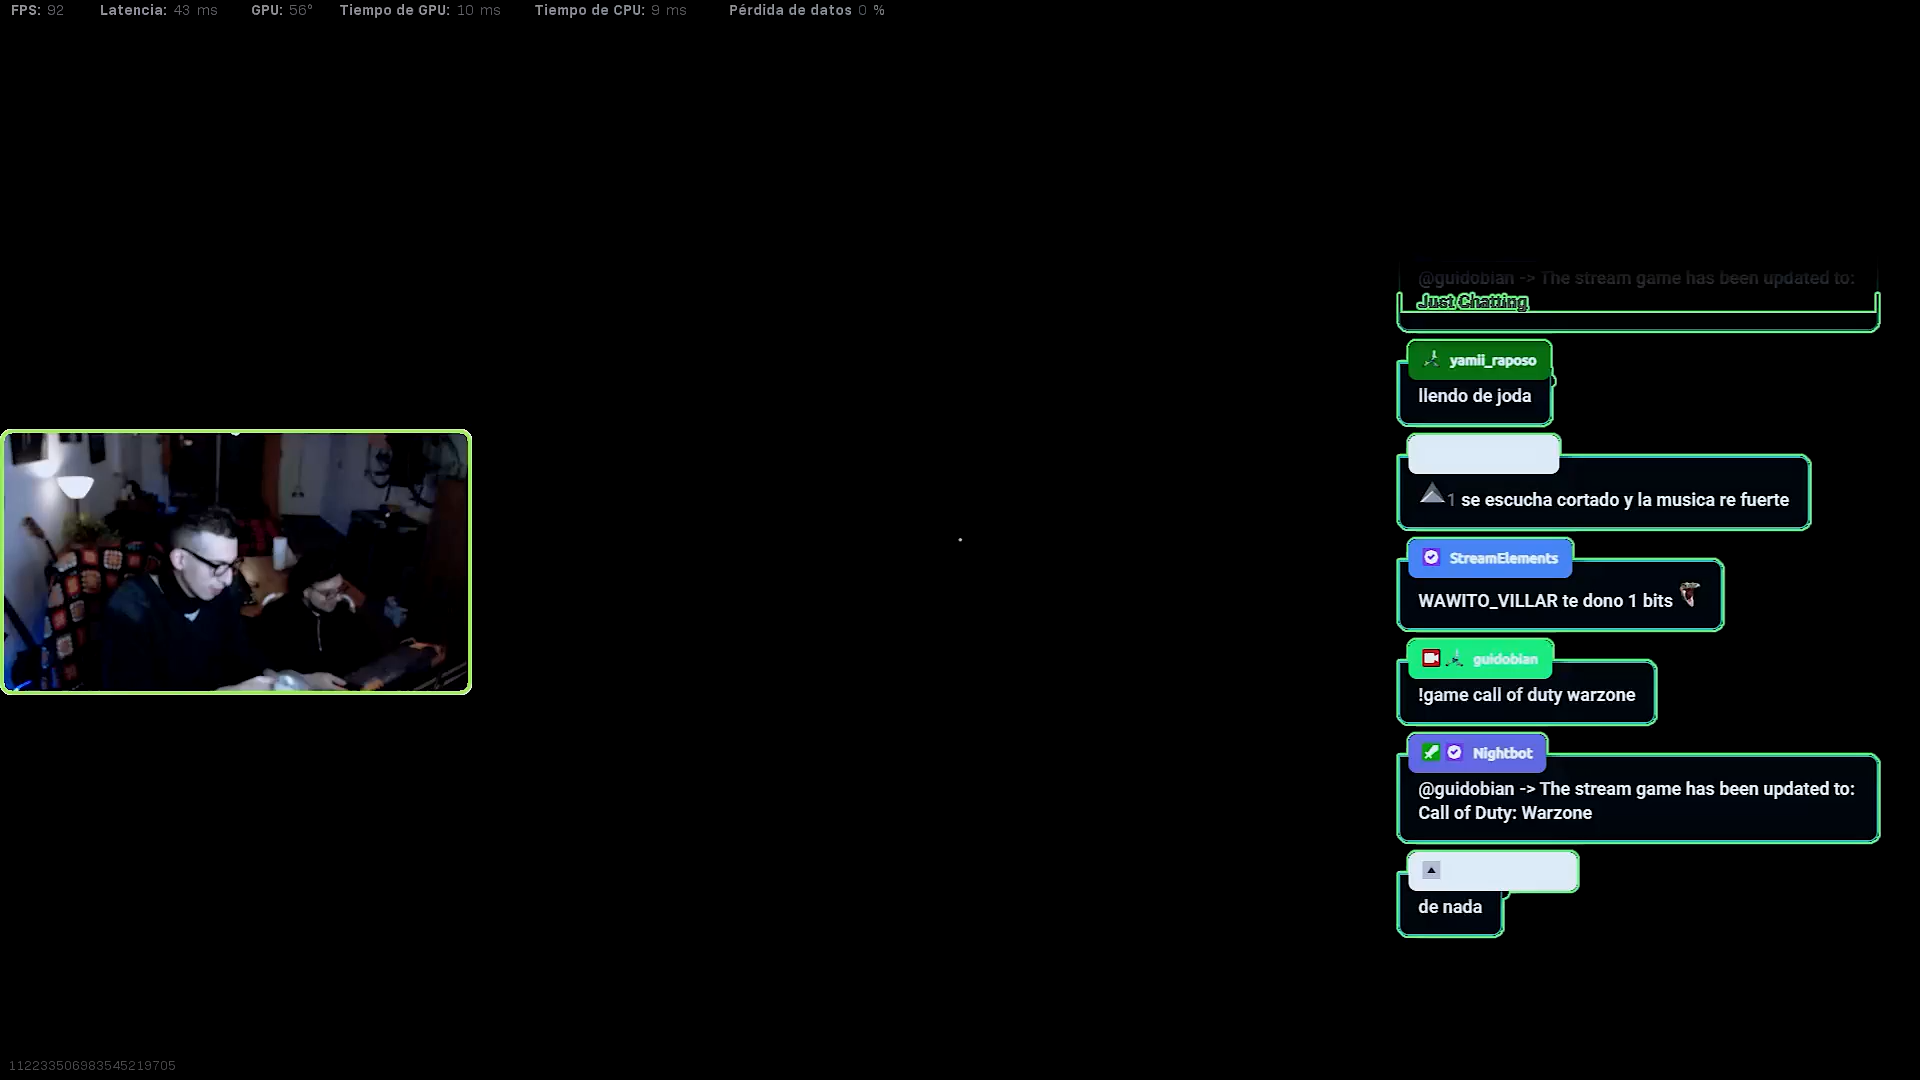 FPS: 92 Latencia: 43 ms GPU: 56° Tiempo de GPU: 10 ms Tiempo de CPU: 9 ms Pérdida de datos 0 %
@guidobian -> The stream game has been updated to:
Just Chatting
yamii_raposo
llendo de joda
1 se escucha cortado y la musica re fuerte
StreamElements
WAWITO_VILLAR te dono 1 bits
guidobian
!game call of duty warzone
Nightbot
@guidobian -> The stream game has been updated to:
Call of Duty: Warzone
de nada
112233506983545219705